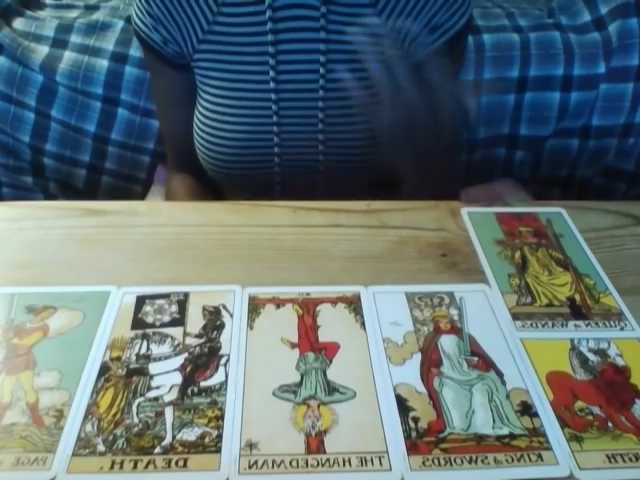 QUEEN of WANDS.
PAGE
DEATH.
THE HANGED MAN.
KING of SWORDS.